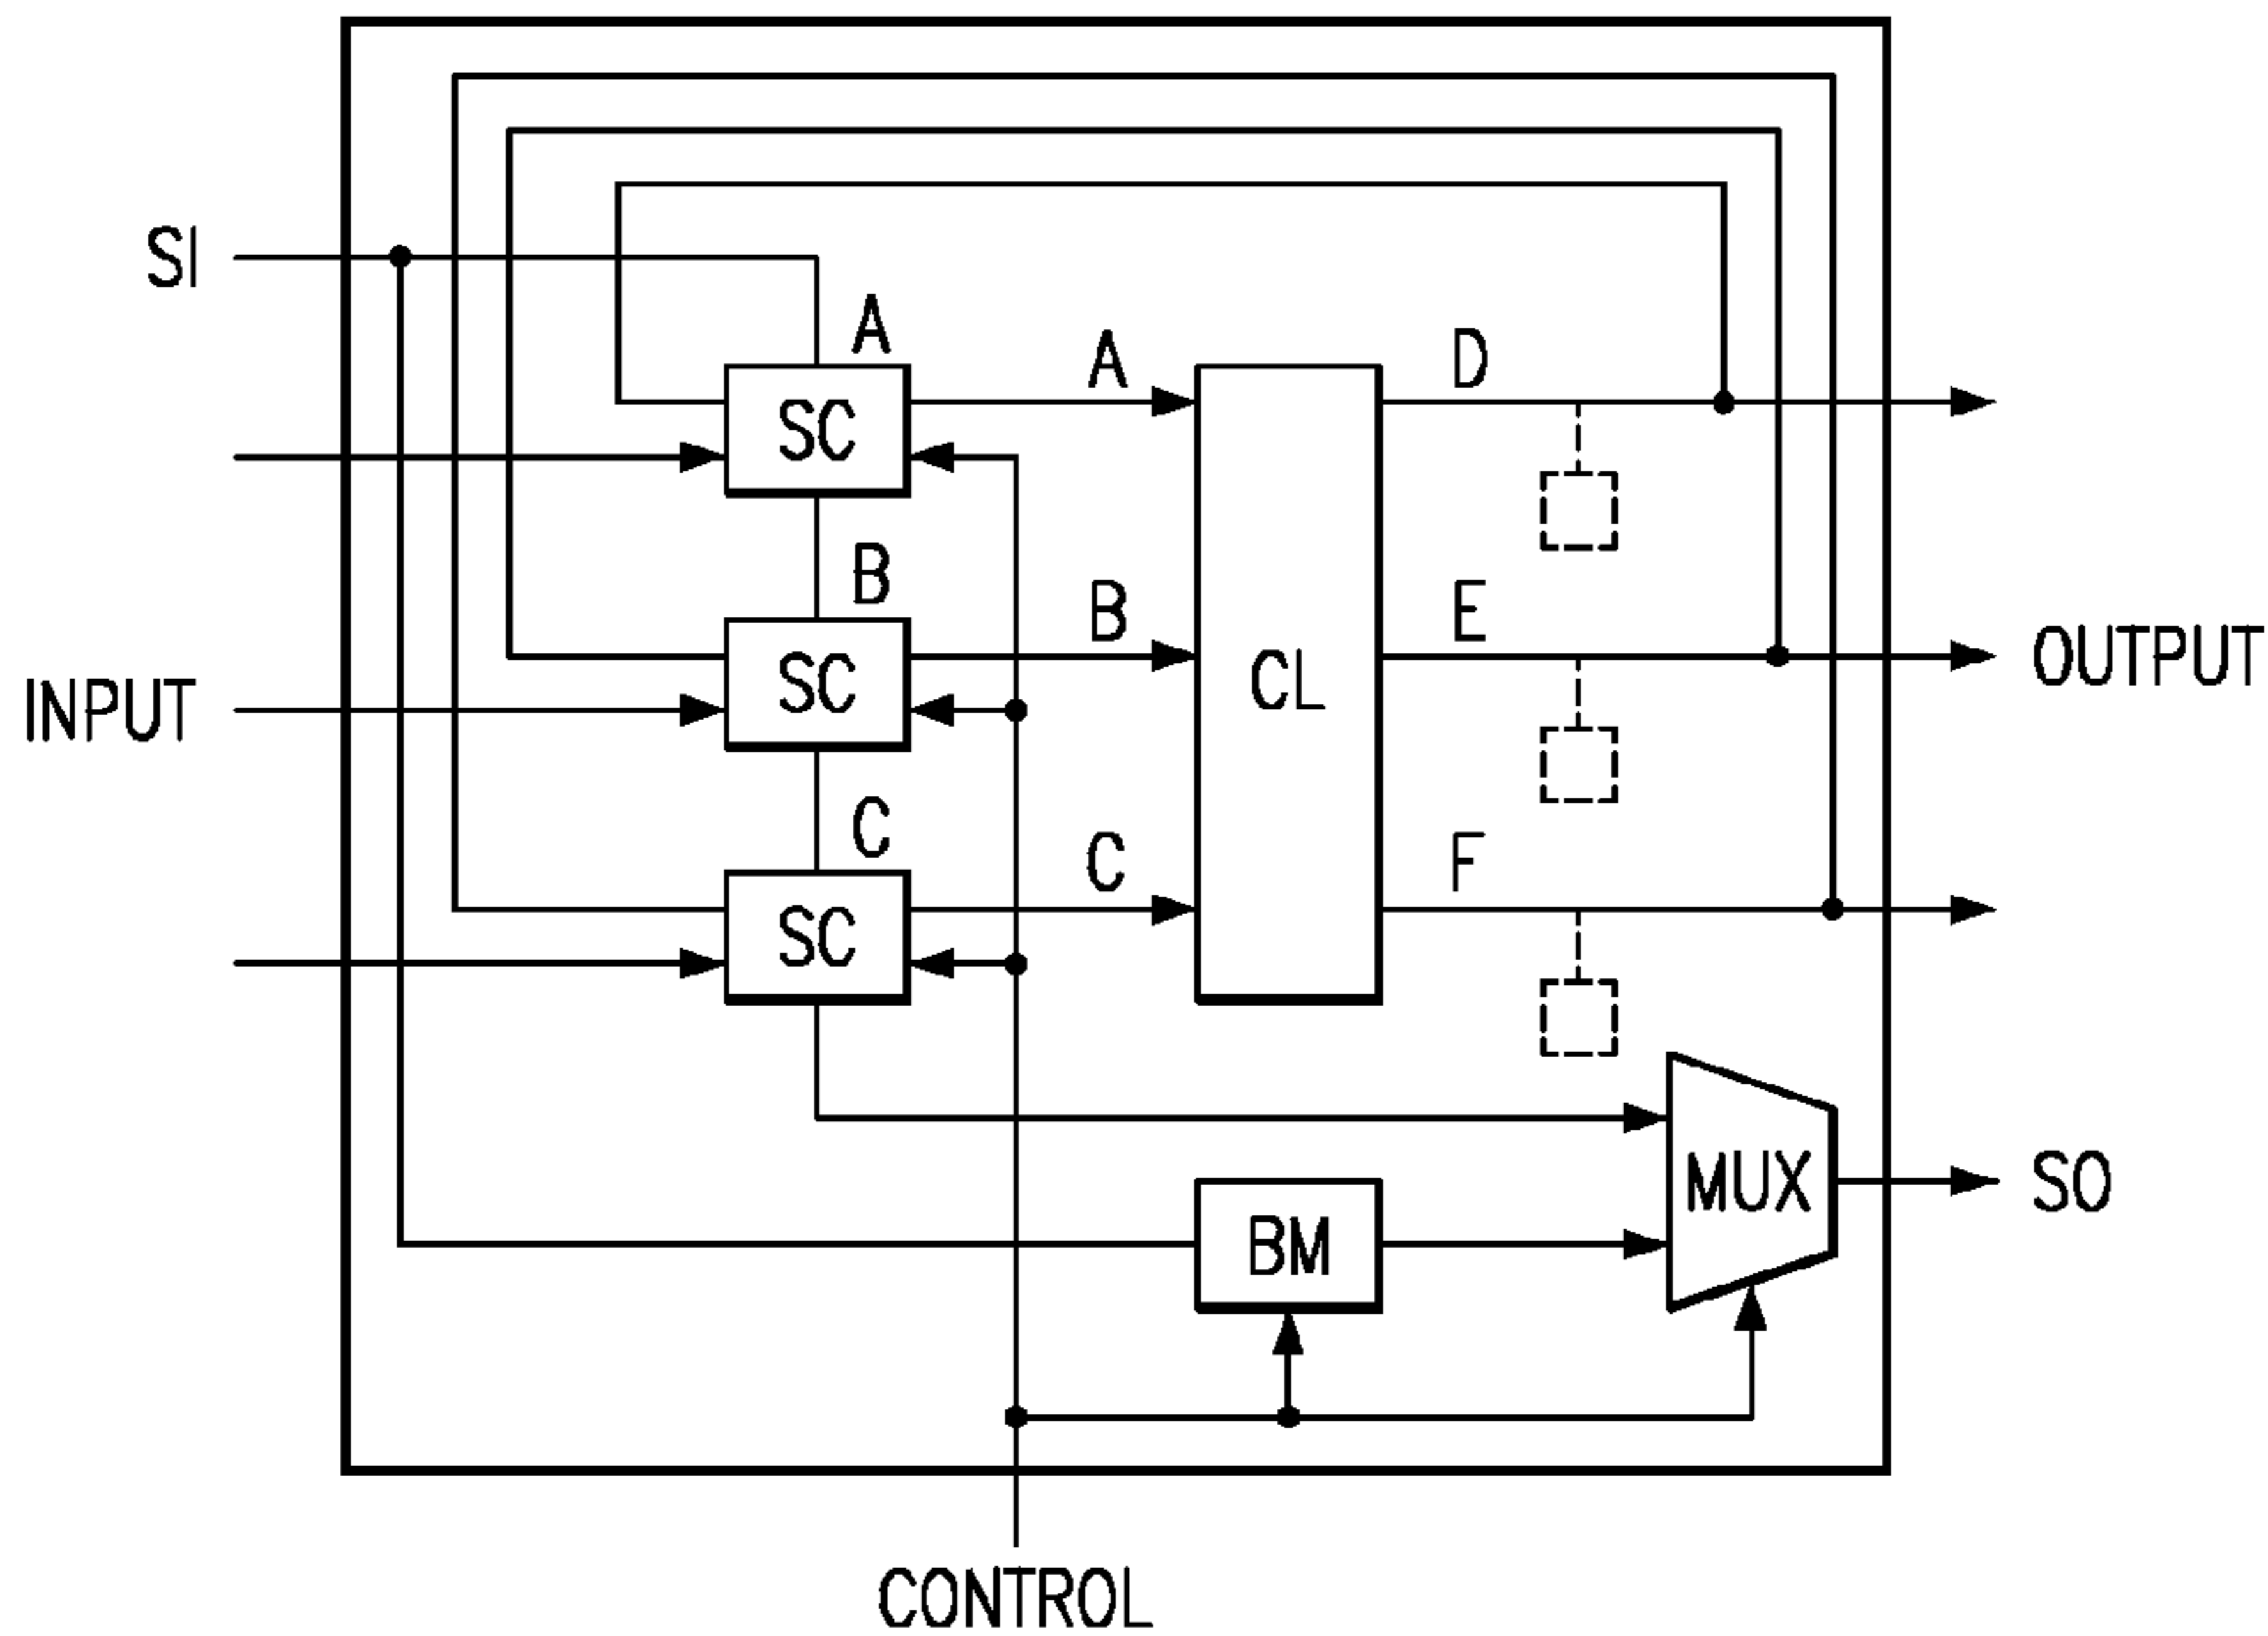 SI
A
A
D
SC
B
B
E
SC
CL
INPUT
OUTPUT
C
C
F
SC
MUX
SO
BM
CONTROL